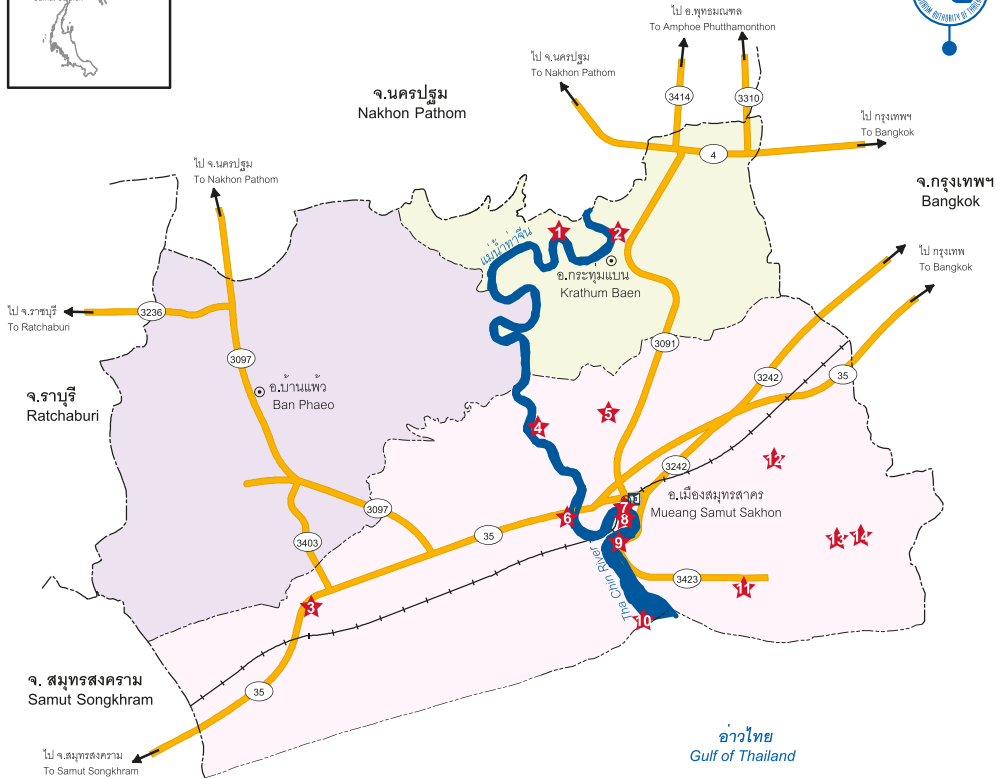 TOURISM AUTHORITY OF THAILAND
ไป อ.พุทธมณฑล
To Amphoe Phutthamonthon
ไป จ.นครปฐม
To Nakhon Pathom
จ.นครปฐม
Nakhon Pathom
3414
3310
ไป กรุงเทพฯ
To Bangkok
4
ไป จ.นครปฐม
To Nakhon Pathom
จ.กรุงเทพฯ
Bangkok
แม่น้ำท่าจีน
1
2
ไป กรุงเทพ
To Bangkok
อ.กระทุ่มแบน
Krathum Baen
ไป จ.ราชบุรี
To Ratchaburi
3236
3097
3091
3242
35
อ.บ้านแพ้ว
Ban Phaeo
จ.ราบุรี
Ratchaburi
5
4
12
3242
3097
อ.เมืองสมุทรสาคร
Mueang Samut Sakhon
7
6
8
35
3403
9
13
14
Tha Chin River
3423
11
3
10
จ. สมุทรสงคราม
Samut Songkhram
35
อ่าวไทย
Gulf of Thailand
ไป จ.สมุทรสงคราม
To Samut Songkhram